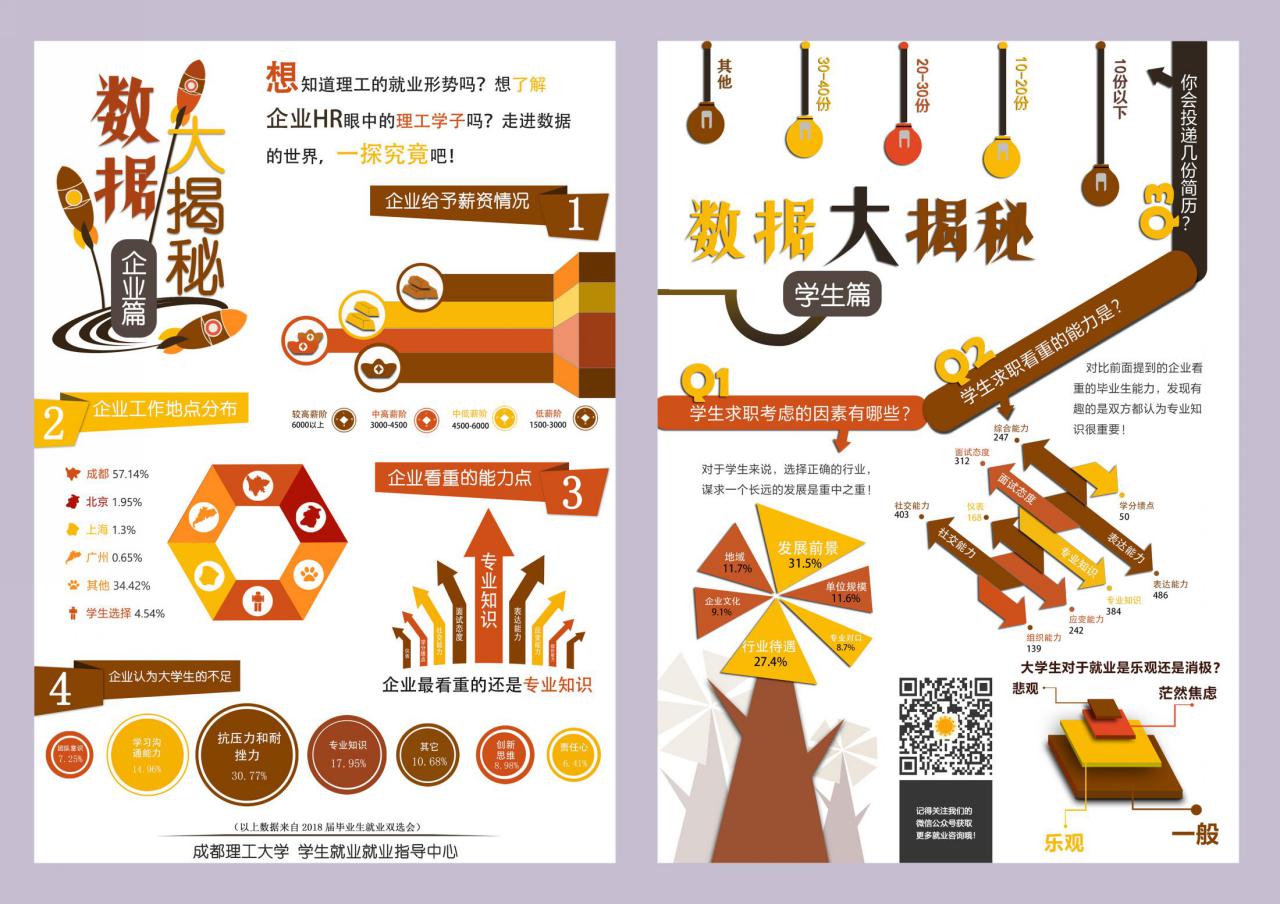 数据
大揭秘
企业篇
想知道理工的就业形势吗？想了解
企业HR眼中的理工学子吗？走进数据
的世界，一探究竟吧！
企业给予薪资情况
1
较高薪阶
6000以上
中高薪阶
3000-4500
中低薪阶
4500-6000
低薪阶
1500-3000
2
企业工作地点分布
成都 57.14%
北京 1.95%
上海 1.3%
广州 0.65%
其他 34.42%
学生选择 4.54%
企业看重的能力点
3
仪表
学分绩点
社交能力
面试态度
专业知识
表达能力
应变能力
组织能力
企业最看重的还是专业知识
4
企业认为大学生的不足
团队意识
7.25%
学习沟
通能力
14.96%
抗压力和耐
挫力
30.77%
专业知识
17.95%
其它
10.68%
创新
思维
8.98%
责任心
6.41%
（以上数据来自 2018 届毕业生就业双选会）
成都理工大学 学生就业就业指导中心
其他
30-40份
20-30份
10-20份
10份以下
你会投递几份简历？
Q3
数据大揭秘
学生篇
Q1
学生求职考虑的因素有哪些？
Q2
学生求职看重的能力是？
对比前面提到的企业看
重的毕业生能力，发现有
趣的是双方都认为专业知
识很重要！
对于学生来说，选择正确的行业，
谋求一个长远的发展是重中之重！
发展前景
31.5%
地域
11.7%
单位规模
11.6%
企业文化
9.1%
专业对口
8.7%
行业待遇
27.4%
综合能力
247
面试态度
312
面试态度
学分绩点
50
社交能力
403
社交能力
仪表
168
表达能力
表达能力
486
专业知识
专业知识
384
应变能力
242
组织能力
139
大学生对于就业是乐观还是消极？
悲观
茫然焦虑
乐观
一般
记得关注我们的
微信公众号获取
更多就业咨询哦！